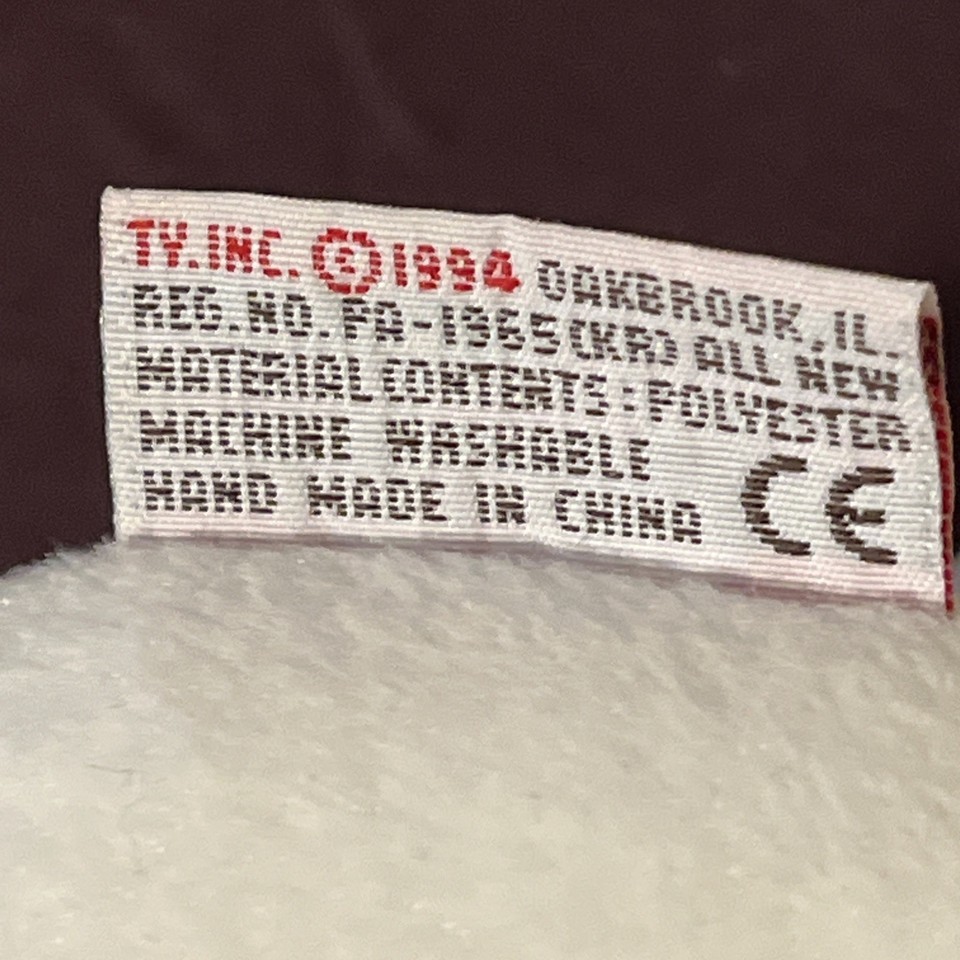 TY.INC. © 1994 OAKBROOK, IL.
REG.NO.PA-1965(KR) ALL NEW
MATERIAL CONTENTS:POLYESTER
MACHINE WASHABLE
HAND MADE IN CHINA CE